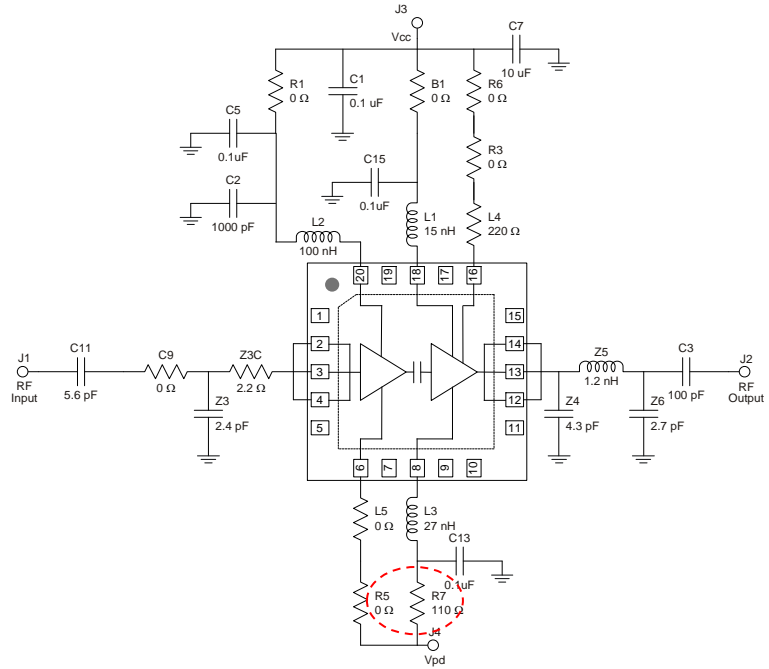 J3
Vcc
C7
10 uF
R1
0 Ω
C1
0.1 uF
B1
0 Ω
R6
0 Ω
C5
0.1uF
R3
0 Ω
C15
0.1uF
C2
1000 pF
L2
100 nH
L1
15 nH
L4
220 Ω
20
19
18
17
16
1
15
2
14
3
13
4
12
5
11
6
7
8
9
10
J1
RF
Input
C11
5.6 pF
C9
0 Ω
Z3C
2.2 Ω
Z3
2.4 pF
Z5
1.2 nH
C3
100 pF
J2
RF
Output
Z4
4.3 pF
Z6
2.7 pF
L5
0 Ω
L3
27 nH
C13
0.1uF
R5
0 Ω
R7
110 Ω
J4
Vpd